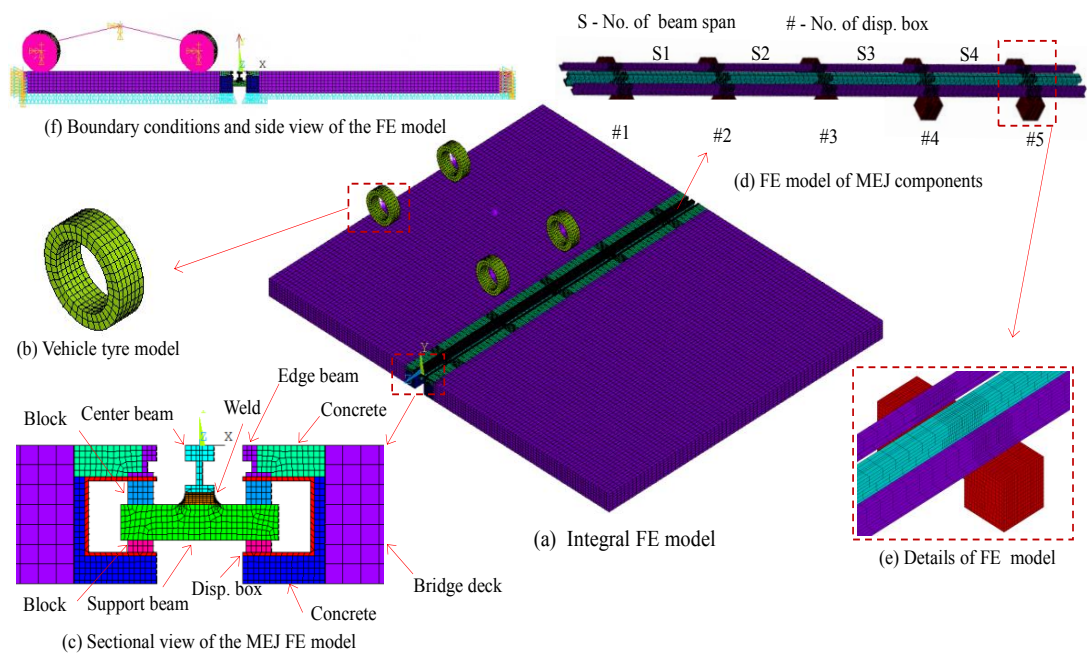 S - No. of beam span # - No. of disp. box
S1 S2 S3 S4
X
(f) Boundary conditions and side view of the FE model
#1 #2 #3 #4 #5
(d) FE model of MEJ components
(b) Vehicle tyre model
Y
Edge beam
Block Center beam Weld Concrete
Z X
(a) Integral FE model
(e) Details of FE model
Block Support beam Disp. box Concrete Bridge deck
(c) Sectional view of the MEJ FE model